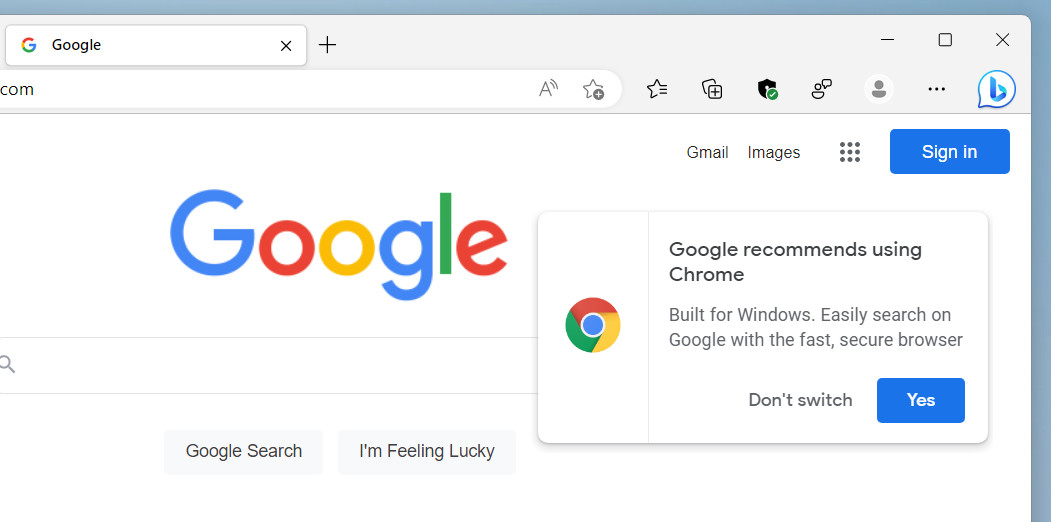 Google
com
Gmail Images Sign in
Google
Google recommends using
Chrome
Built for Windows. Easily search on
Google with the fast, secure browser
Don't switch Yes
Google Search I'm Feeling Lucky